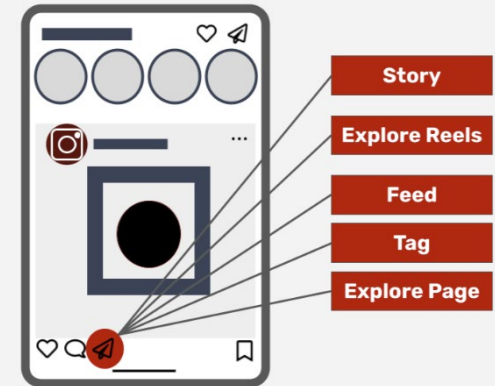 Story
Explore Reels
Feed
Tag
Explore Page